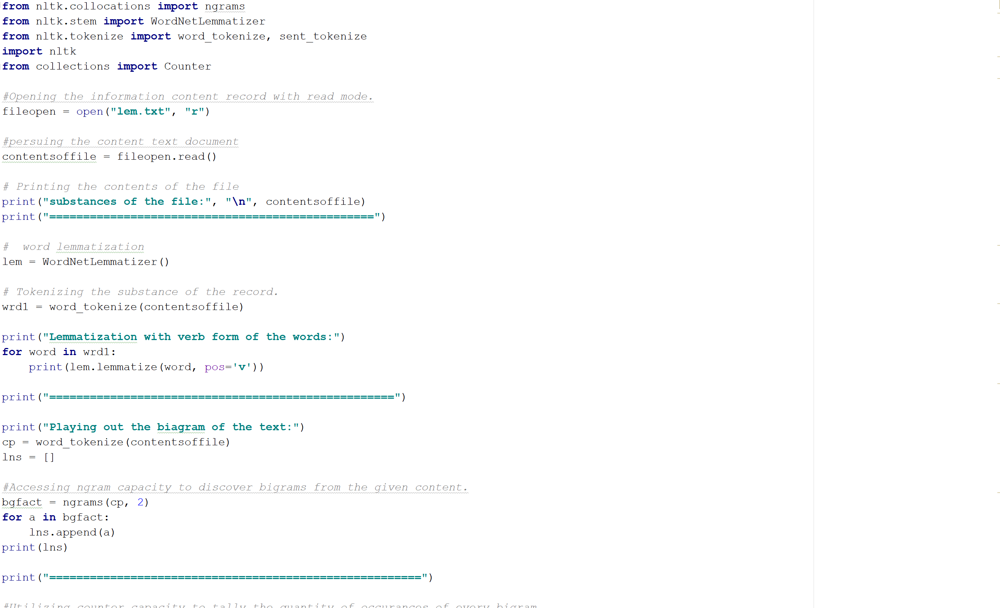 from nltk.collocations import ngrams
from nltk.stem import WordNetLemmatizer
from nltk.tokenize import word_tokenize, sent_tokenize
import nltk
from collections import Counter
#Opening the information content record with read mode.
fileopen = open("lem.txt", "r")
#persuing the content text document
contentsoffile = fileopen.read()
# Printing the contents of the file
print("substances of the file:", "\n", contentsoffile)
print("================================================")
#  word lemmatization
lem = WordNetLemmatizer()
# Tokenizing the substance of the record.
wrd1 = word_tokenize(contentsoffile)
print("Lemmatization with verb form of the words:")
for word in wrd1:
    print(lem.lemmatize(word, pos='v'))
print("===================================================")
print("Playing out the biagram of the text:")
cp = word_tokenize(contentsoffile)
lns = []
#Accessing ngram capacity to discover bigrams from the given content.
bgfact = ngrams(cp, 2)
for a in bgfact:
    lns.append(a)
print(lns)
print("=======================================================")
#Utilizing counter capacity to tally the quantity of occurances of every bigram